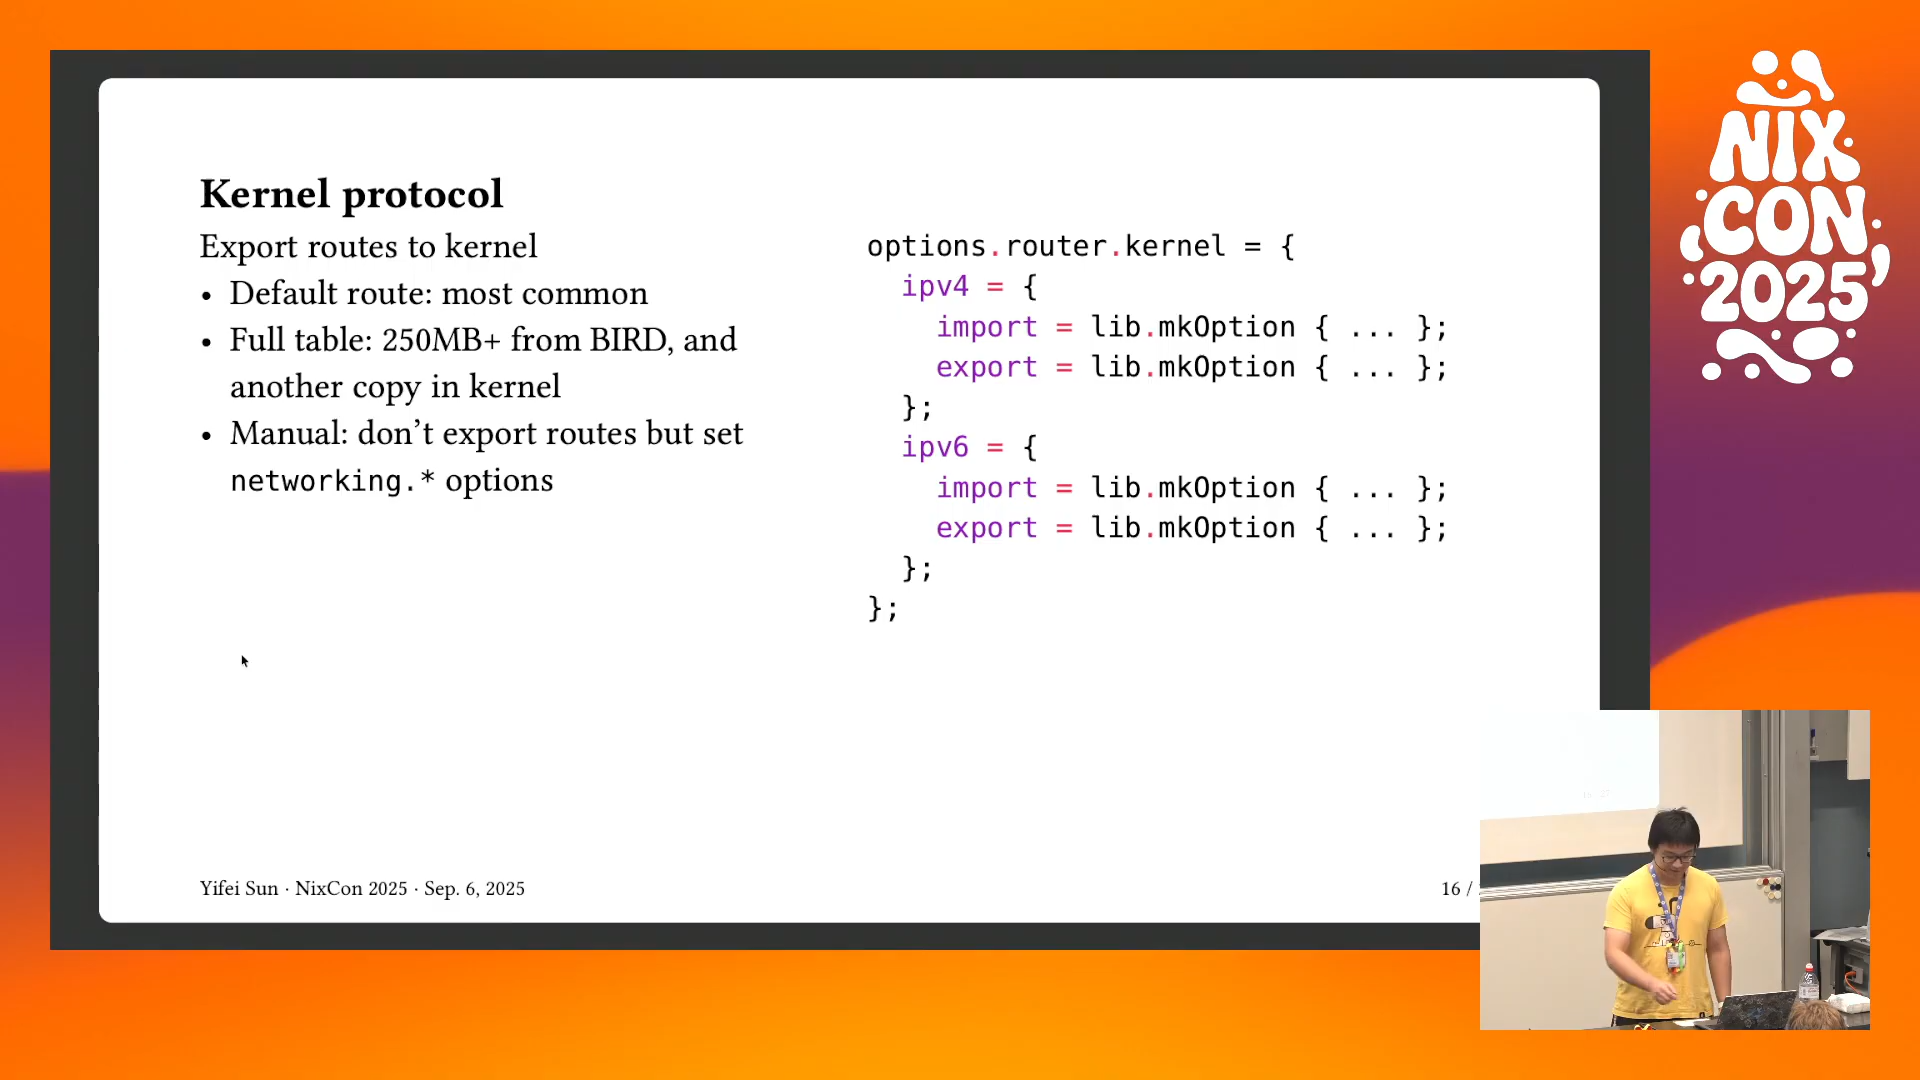 Kernel protocol
Export routes to kernel
• Default route: most common
• Full table: 250MB+ from BIRD, and
another copy in kernel
• Manual: don’t export routes but set
networking.* options
options.router.kernel = {
  ipv4 = {
    import = lib.mkOption { ... };
    export = lib.mkOption { ... };
  };
  ipv6 = {
    import = lib.mkOption { ... };
    export = lib.mkOption { ... };
  };
};
Yifei Sun · NixCon 2025 · Sep. 6, 2025
16 /
NIX
CON
2025